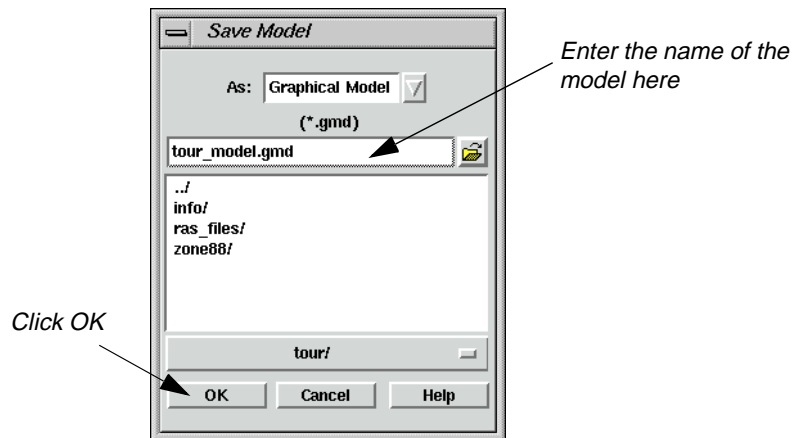 Save Model
Enter the name of the
model here
As: Graphical Model
(*.gmd)
tour_model.gmd
../
info/
ras_files/
zone88/
Click OK
tour/
OK Cancel Help